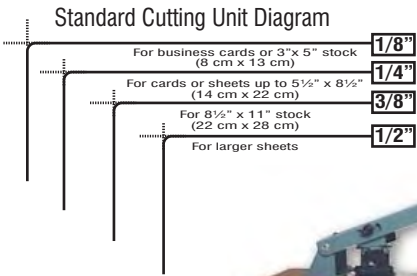 Standard Cutting Unit Diagram
1/8”
For business cards or 3”x 5” stock
(8 cm x 13 cm)
1/4”
For cards or sheets up to 5½” x 8½”
(14 cm x 22 cm)
3/8”
For 8½” x 11” stock
(22 cm x 28 cm)
1/2”
For larger sheets